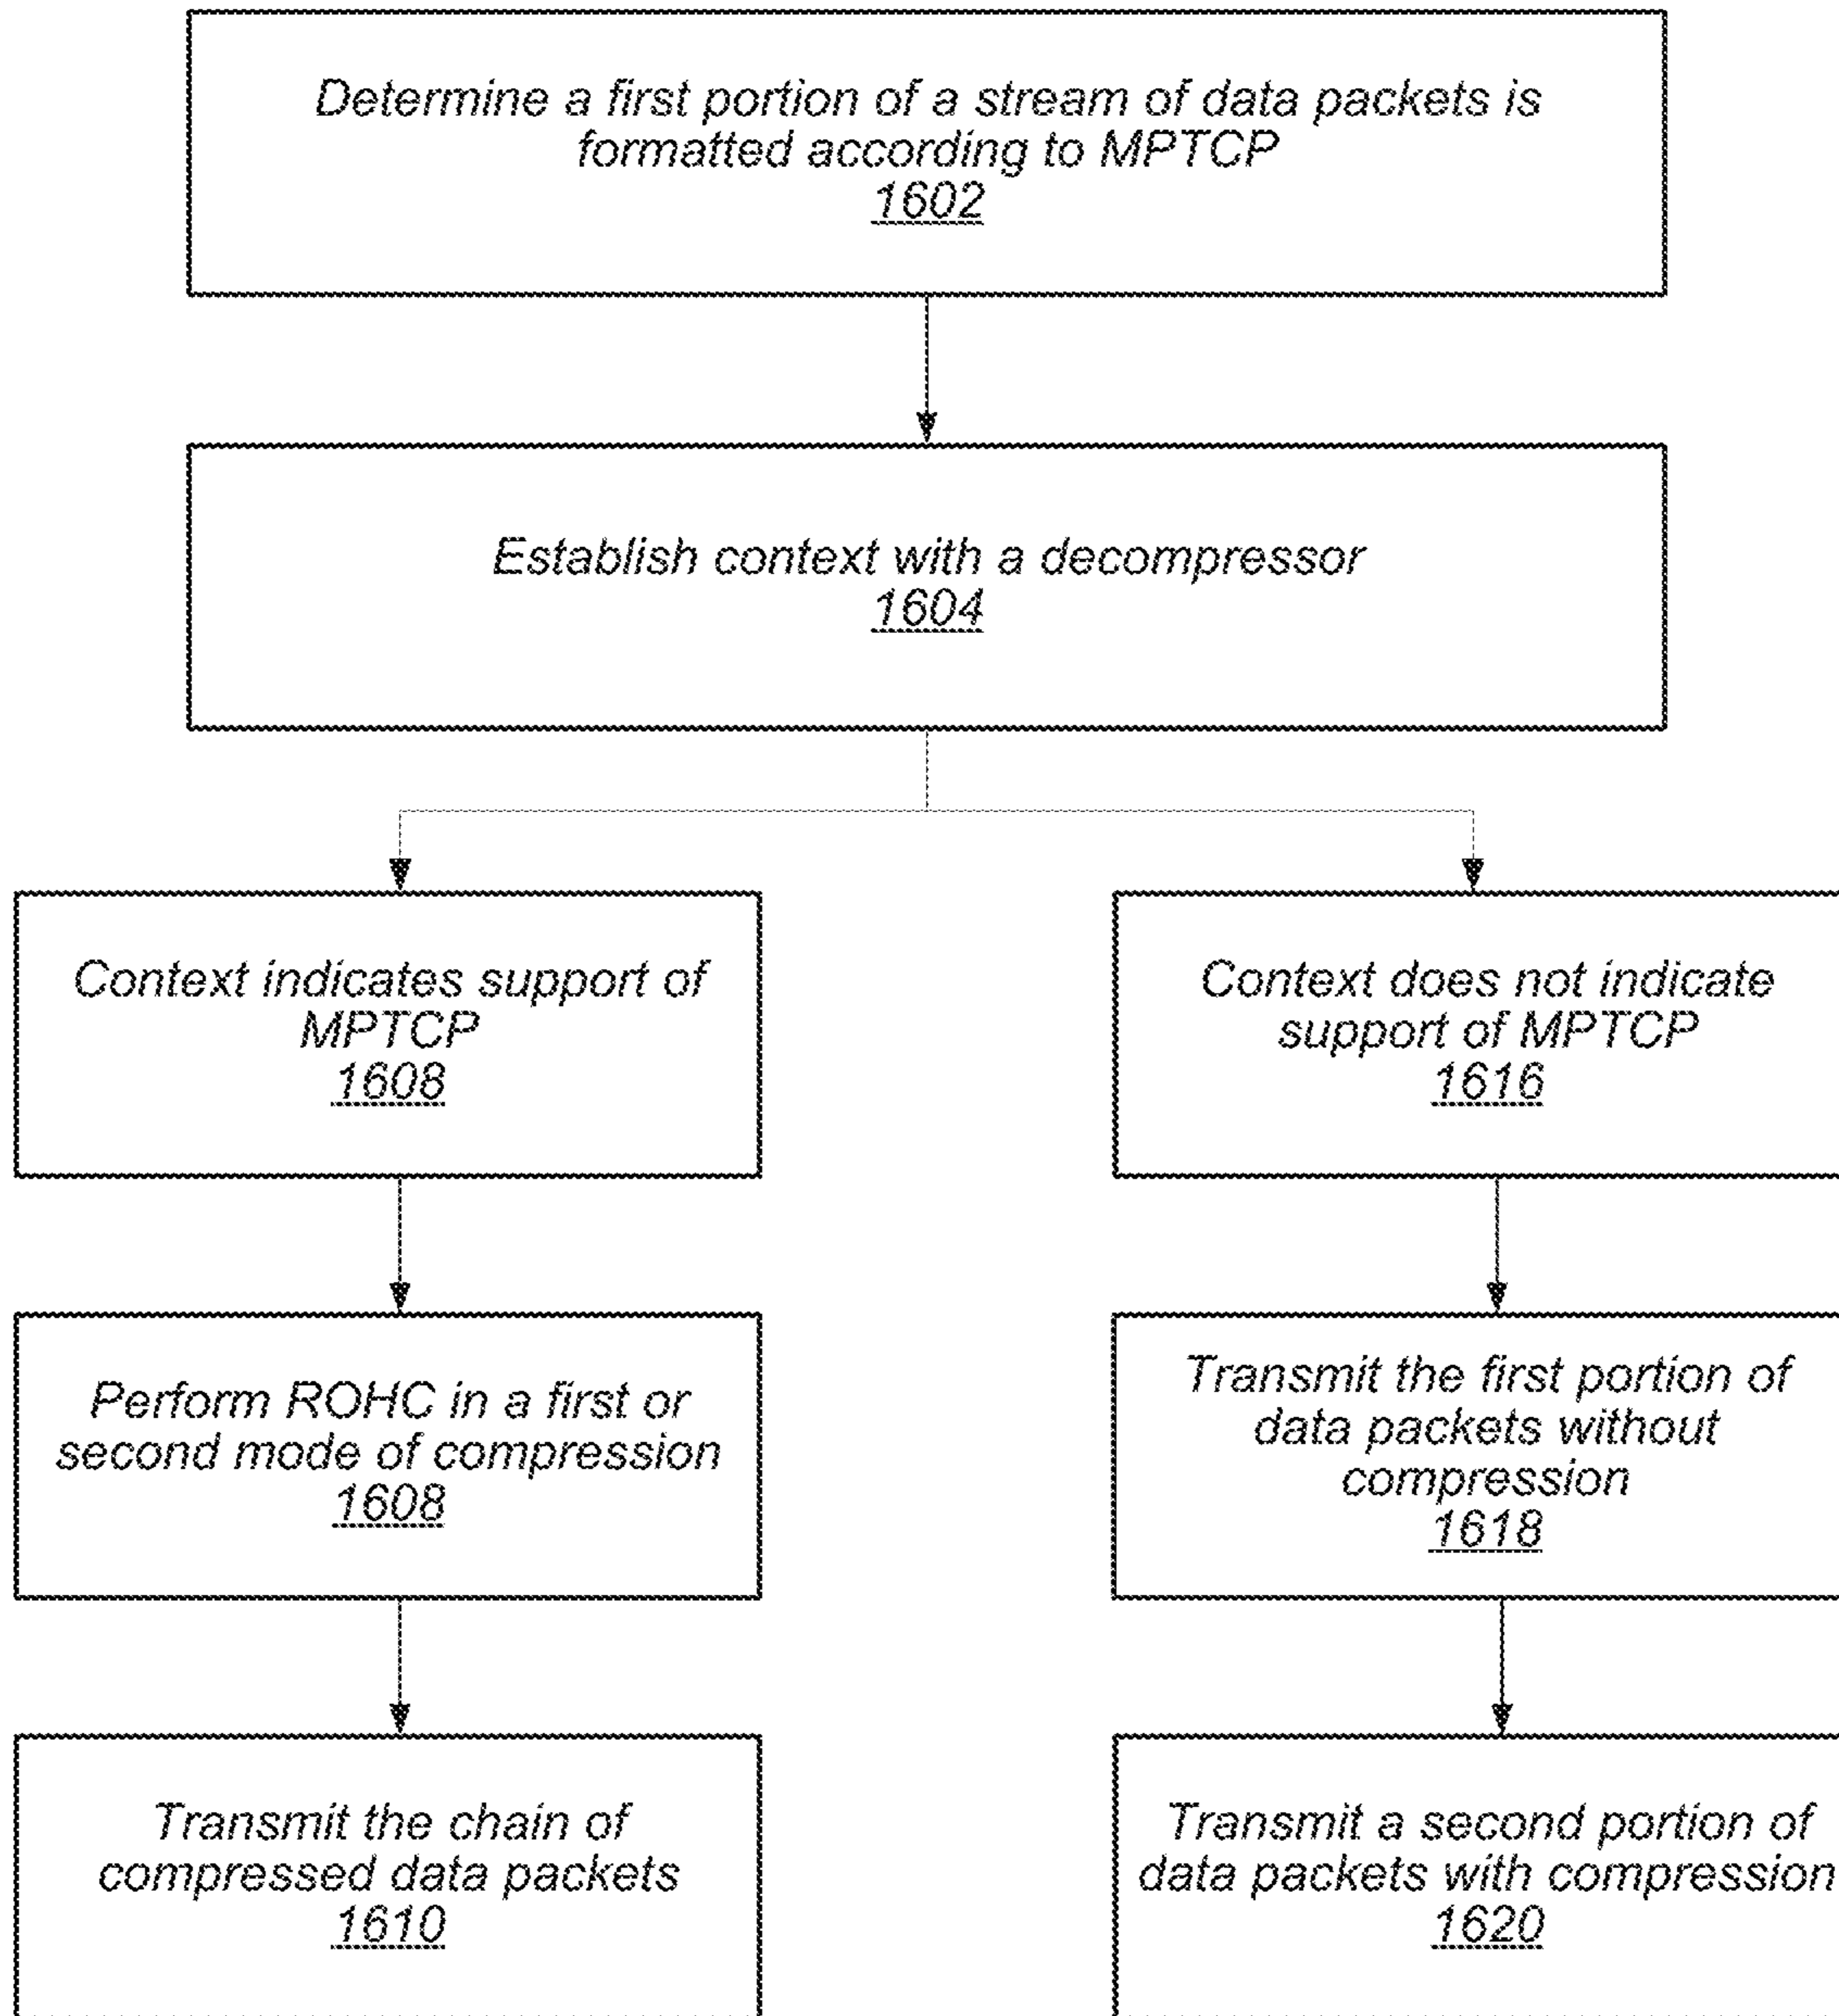 Determine a first portion of a stream of data packets is
formatted according to MPTCP
1602
Establish context with a decompressor
1604
Context indicates support of
MPTCP
1608
Context does not indicate
support of MPTCP
1616
Perform ROHC in a first or
second mode of compression
1608
Transmit the first portion of
data packets without
compression
1618
Transmit the chain of
compressed data packets
1610
Transmit a second portion of
data packets with compression
1620